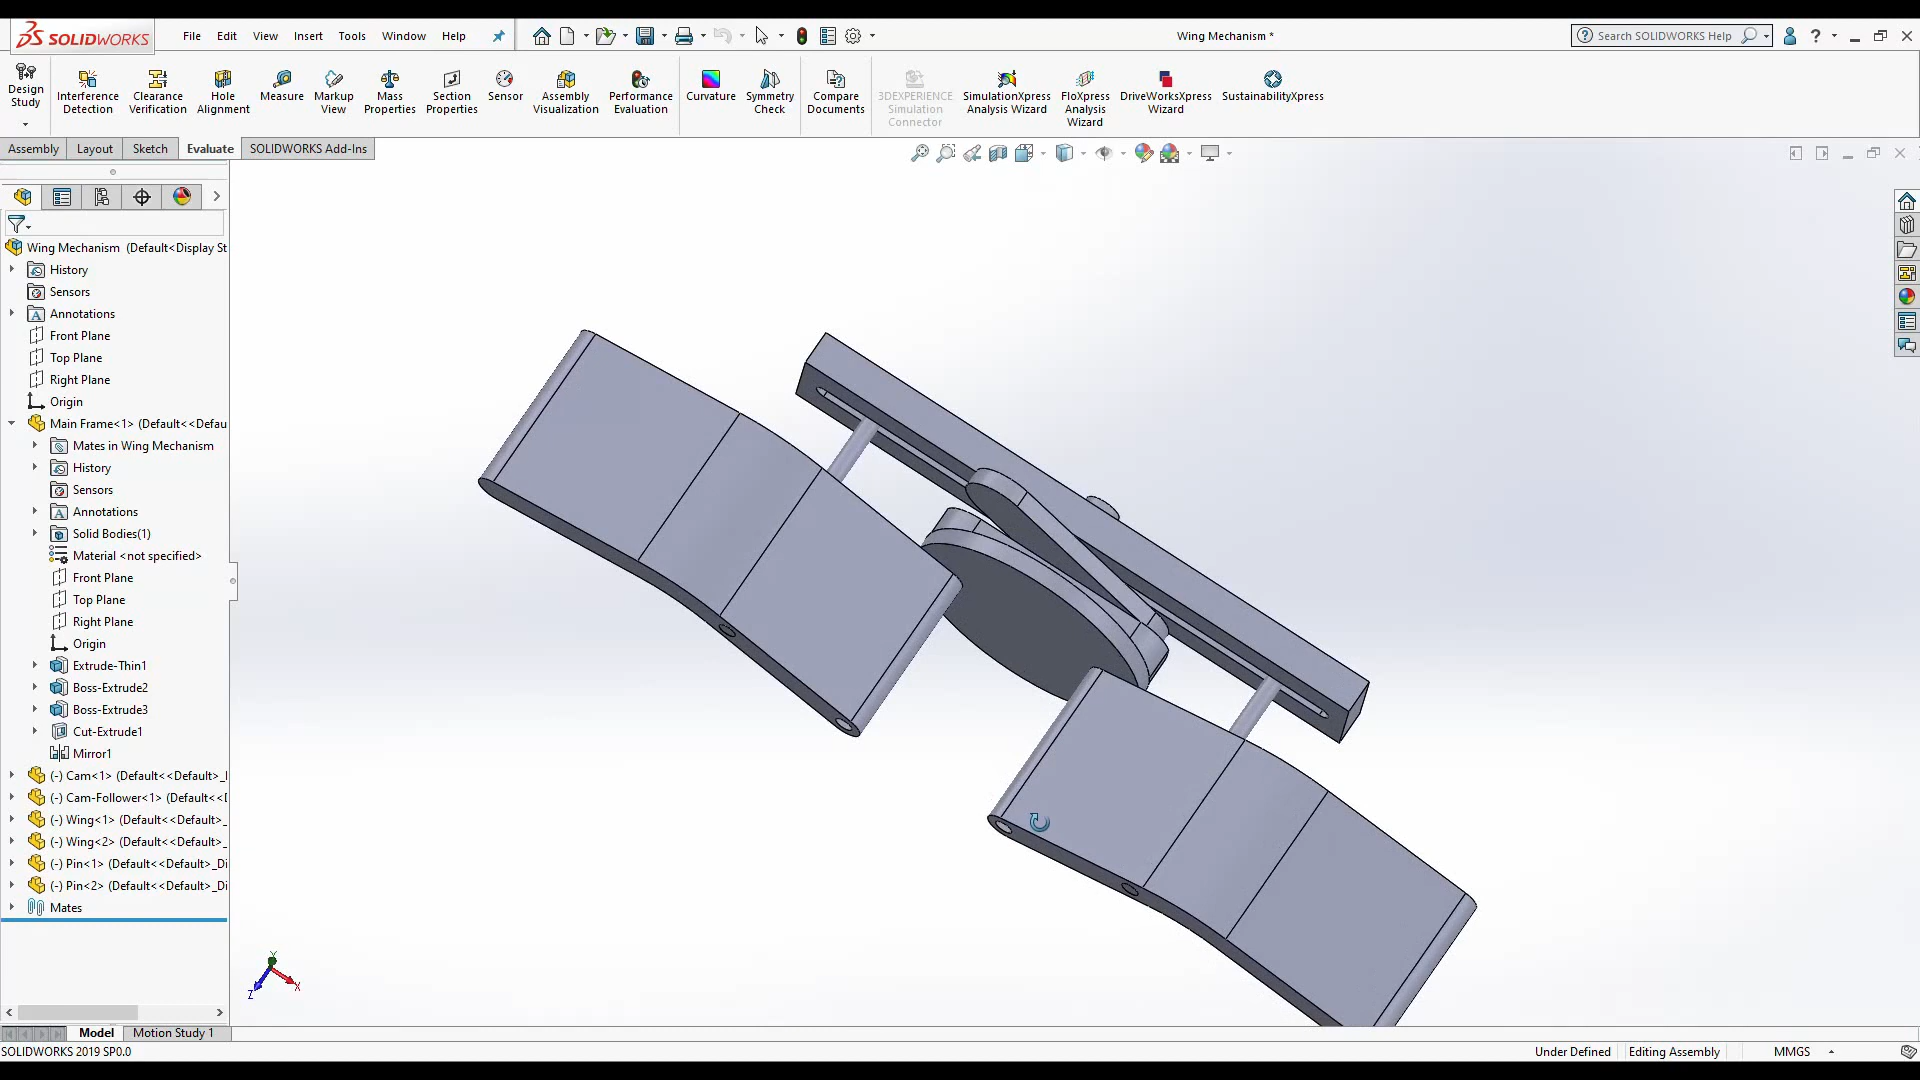 SOLIDWORKS
File Edit View Insert Tools Window Help
Wing Mechanism *
Search SOLIDWORKS Help
Design Study
Interference Detection
Clearance Verification
Hole Alignment
Measure
Markup View
Mass Properties
Section Properties
Sensor
Assembly Visualization
Performance Evaluation
Curvature
Symmetry Check
Compare Documents
3DEXPERIENCE Simulation Connector
SimulationXpress Analysis Wizard
FloXpress Analysis Wizard
DriveWorksXpress Wizard
SustainabilityXpress
Assembly Layout Sketch Evaluate SOLIDWORKS Add-Ins
Wing Mechanism (Default<Display St
History
Sensors
Annotations
Front Plane
Top Plane
Right Plane
Origin
Main Frame<1> (Default<<Defau
Mates in Wing Mechanism
History
Sensors
Annotations
Solid Bodies(1)
Material <not specified>
Front Plane
Top Plane
Right Plane
Origin
Extrude-Thin1
Boss-Extrude2
Boss-Extrude3
Cut-Extrude1
Mirror1
(-) Cam<1> (Default<<Default>_
(-) Cam-Follower<1> (Default<<
(-) Wing<1> (Default<<Default>_
(-) Wing<2> (Default<<Default>_
(-) Pin<1> (Default<<Default>_Di
(-) Pin<2> (Default<<Default>_Di
Mates
Y
Z
X
Model Motion Study 1
SOLIDWORKS 2019 SP0.0
Under Defined Editing Assembly MMGS